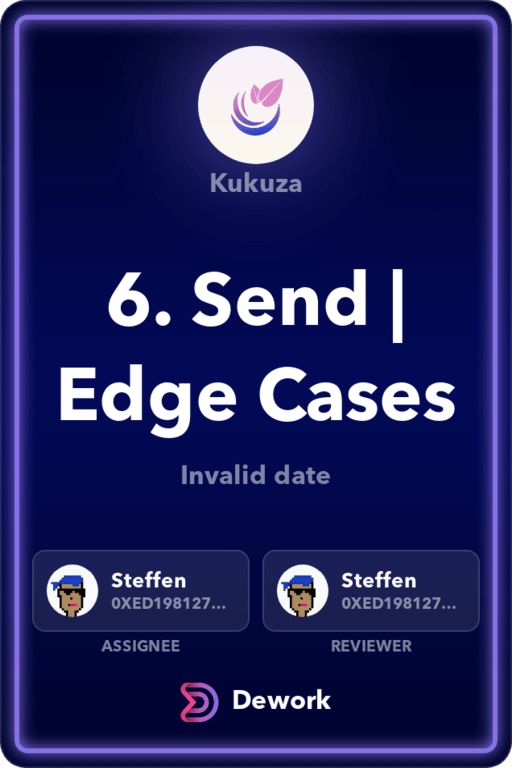 Kukuza
6. Send |
Edge Cases
Invalid date
Steffen
0XED198127...
ASSIGNEE
Steffen
0XED198127...
REVIEWER
Dework